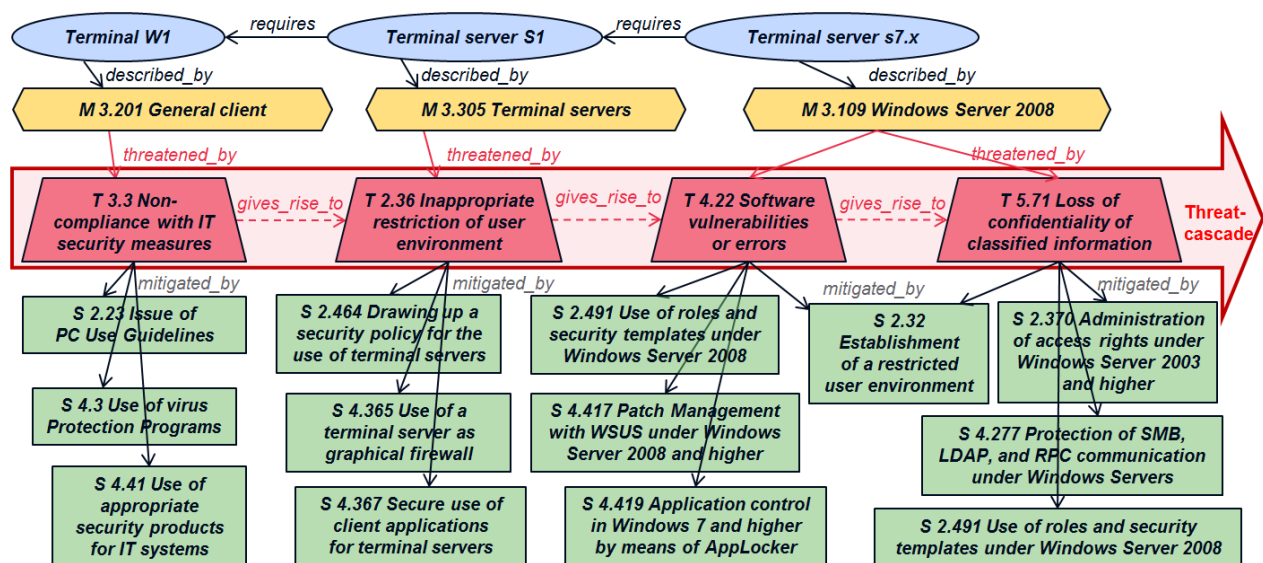 Terminal W1
requires
Terminal server S1
requires
Terminal server s7.x
described_by
described_by
described_by
M 3.201 General client
M 3.305 Terminal servers
M 3.109 Windows Server 2008
threatened_by
threatened_by
threatened_by
T 3.3 Non-
compliance with IT
security measures
gives_rise_to
T 2.36 Inappropriate
restriction of user
environment
gives_rise_to
T 4.22 Software
vulnerabilities
or errors
gives_rise_to
T 5.71 Loss of
confidentiality of
classified information
Threat-
cascade
mitigated_by
mitigated_by
mitigated_by
mitigated_by
S 2.23 Issue of
PC Use Guidelines
S 4.3 Use of virus
Protection Programs
S 4.41 Use of
appropriate
security products
for IT systems
S 2.464 Drawing up a
security policy for the
use of terminal servers
S 4.365 Use of a
terminal server as
graphical firewall
S 4.367 Secure use of
client applications
for terminal servers
S 2.491 Use of roles and
security templates under
Windows Server 2008
S 4.417 Patch Management
with WSUS under Windows
Server 2008 and higher
S 4.419 Application control
in Windows 7 and higher
by means of AppLocker
S 2.32
Establishment
of a restricted
user environment
S 2.370 Administration
of access rights under
Windows Server 2003
and higher
S 4.277 Protection of SMB,
LDAP, and RPC communication
under Windows Servers
S 2.491 Use of roles and security
templates under Windows Server 2008